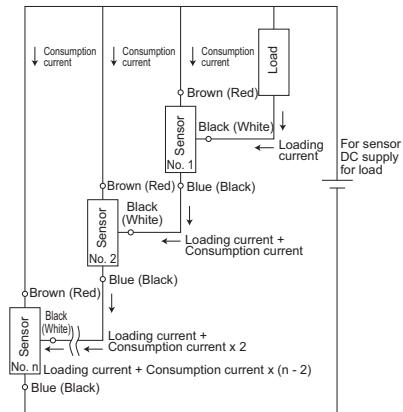 Consumption
current
Consumption
current
Consumption
current
Load
Brown (Red)
Sensor
No. 1
Black (White)
Loading
current
For sensor
DC supply
for load
Blue (Black)
Brown (Red)
Sensor
No. 2
Black
(White)
Loading current +
Consumption current
Blue (Black)
Brown (Red)
Sensor
No. n
Black
(White)
Loading current +
Consumption current x 2
Loading current + Consumption current x (n - 2)
Blue (Black)